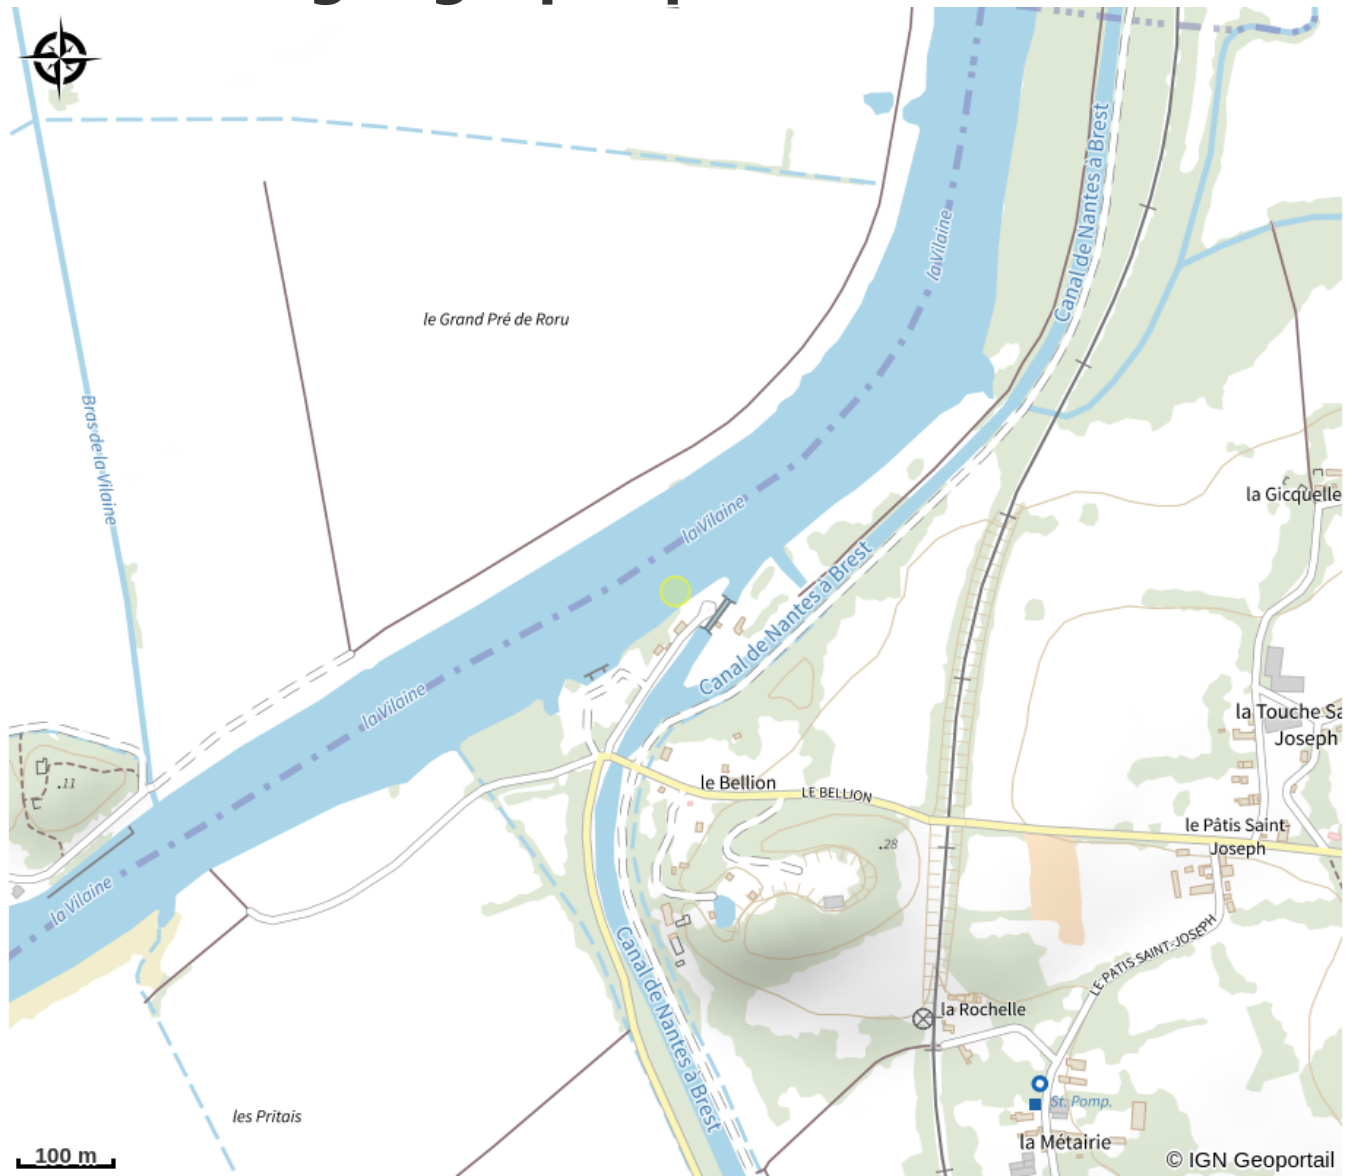 Canal de Nantes à Brest
la Vilaine
le Grand Pré de Roru
Bras de la Vilaine
la Gicquelle
la Vilaine
Canal de Nantes à Brest
la Vilaine
la Touche Sa
Joseph
le Bellion
LE BELLION
.11
le Pâtis Saint-
Joseph
.28
la Vilaine
LE PATIS SAINT-JOSEPH
Canal de Nantes à Brest
la Rochelle
St. Pomp.
les Pritais
la Métairie
100 m
© IGN Geoportail